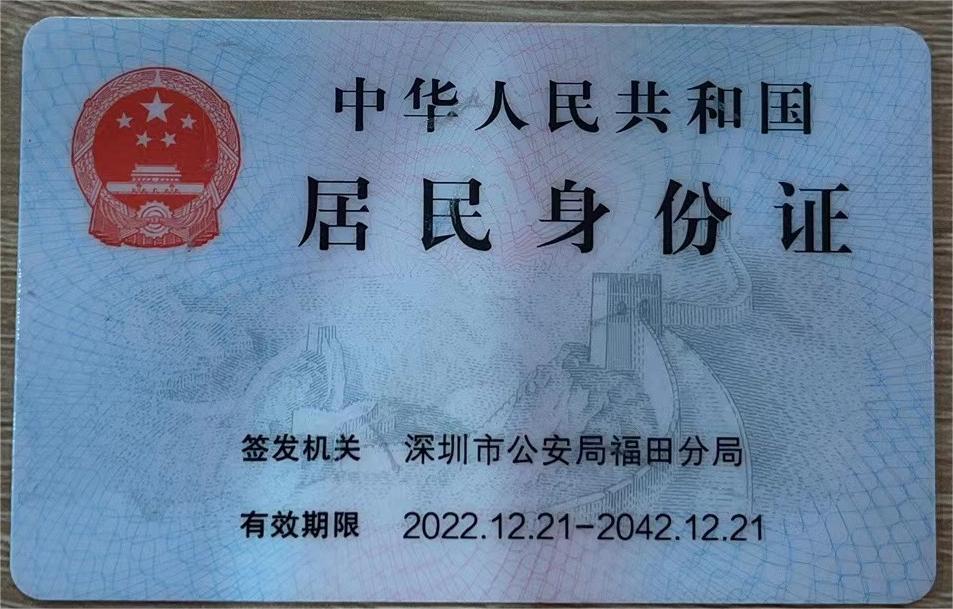 中华人民共和国
居民身份证
签发机关 深圳市公安局福田分局
有效期限 2022.12.21-2042.12.21